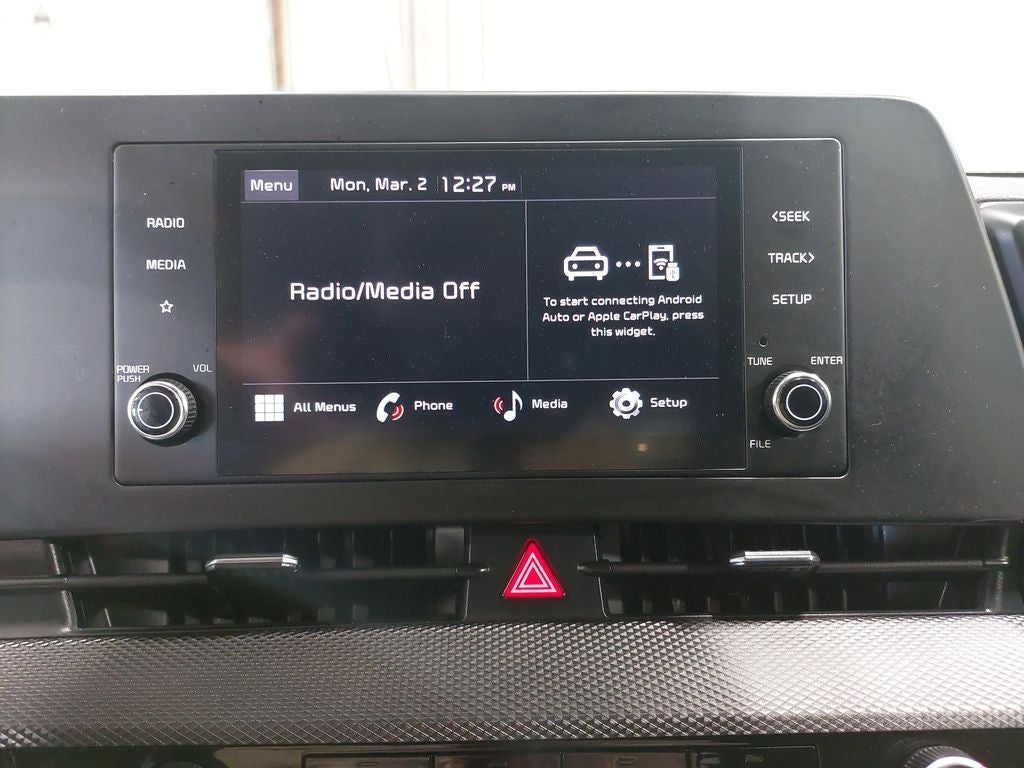 Menu
Mon, Mar. 2 12:27 PM
RADIO
MEDIA
POWER
PUSH
VOL
Radio/Media Off
To start connecting Android
Auto or Apple CarPlay, press
this widget.
All Menus
Phone
Media
Setup
<SEEK
TRACK>
SETUP
TUNE
ENTER
FILE